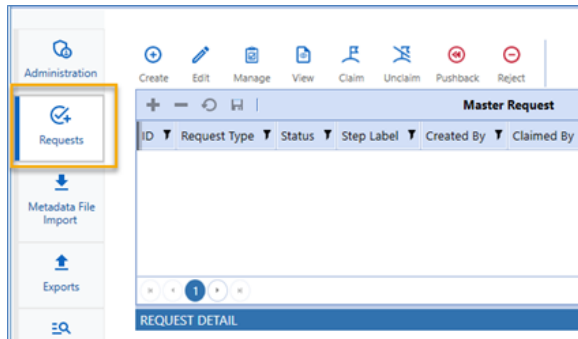 Administration
Requests
Metadata File
Import
Exports
Create Edit Manage View Claim Unclaim Pushback Reject
Master Request
ID Request Type Status Step Label Created By Claimed By
1
REQUEST DETAIL